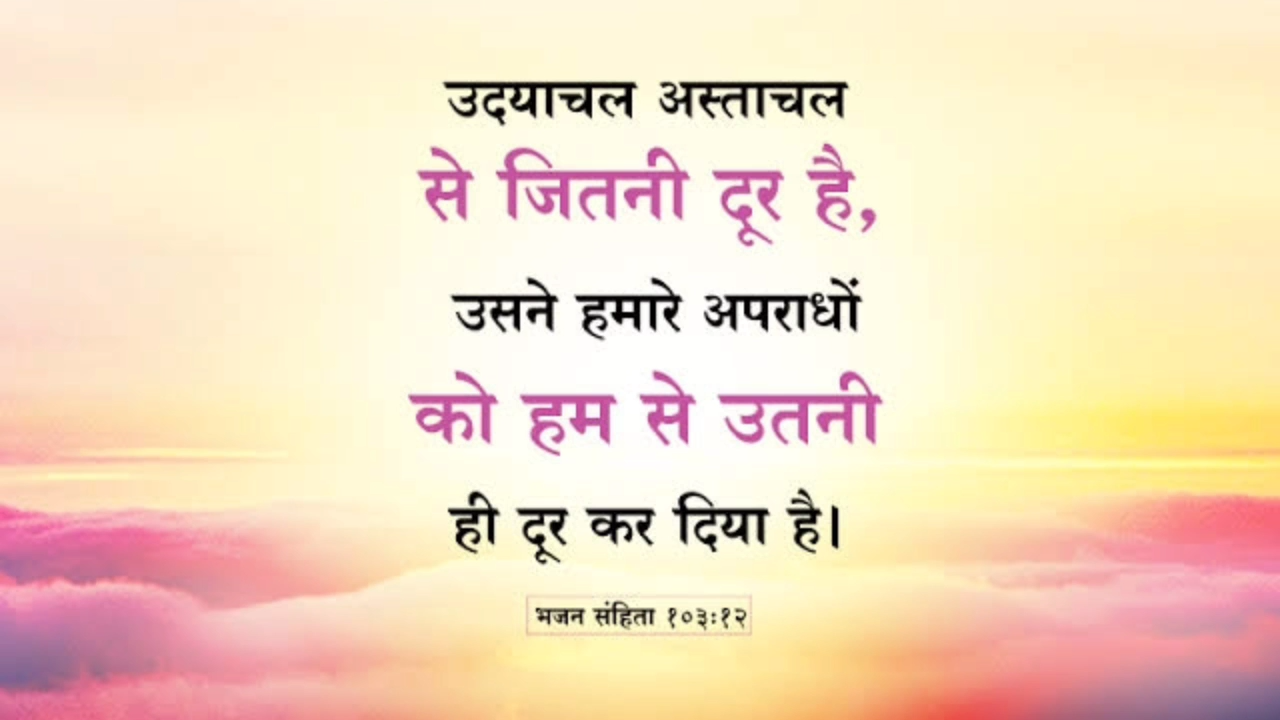 उदयाचल अस्ताचल
से जितनी दूर है,
उसने हमारे अपराधों
को हम से उतनी
ही दूर कर दिया है।
भजन संहिता १०३:१२